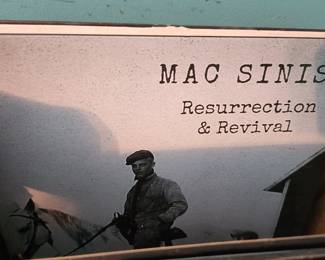 MAC SINIS
Resurrection
& Revival